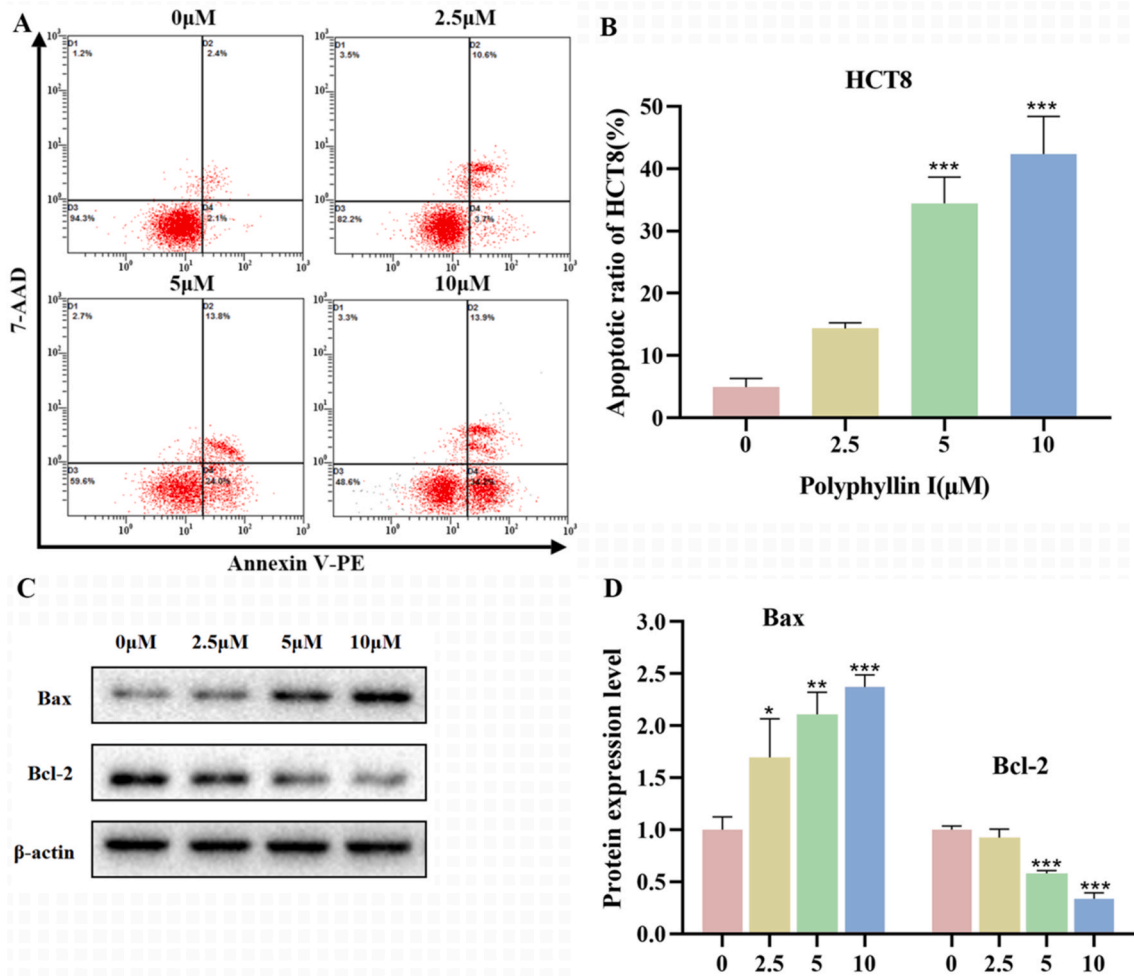 A
0μM
2.5μM
D1
1.2%
D2
2.4%
D3
94.3%
D4
2.1%
D1
3.5%
D2
10.6%
D3
82.2%
D4
3.7%
5μM
10μM
D1
2.7%
D2
13.8%
D3
59.6%
D4
24.0%
D1
3.3%
D2
13.9%
D3
48.6%
7-AAD
Annexin V-PE
10⁰ 10¹ 10² 10³
B
HCT8
Apoptotic ratio of HCT8(%)
50
40
30
20
10
0
*** ***
0 2.5 5 10
Polyphyllin I(μM)
C
0μM 2.5μM 5μM 10μM
Bax
Bcl-2
β-actin
D
Bax
Bcl-2
Protein expression level
3.0
2.5
2.0
1.5
1.0
0.5
0.0
* ** ***
*** ***
0 2.5 5 10 0 2.5 5 10